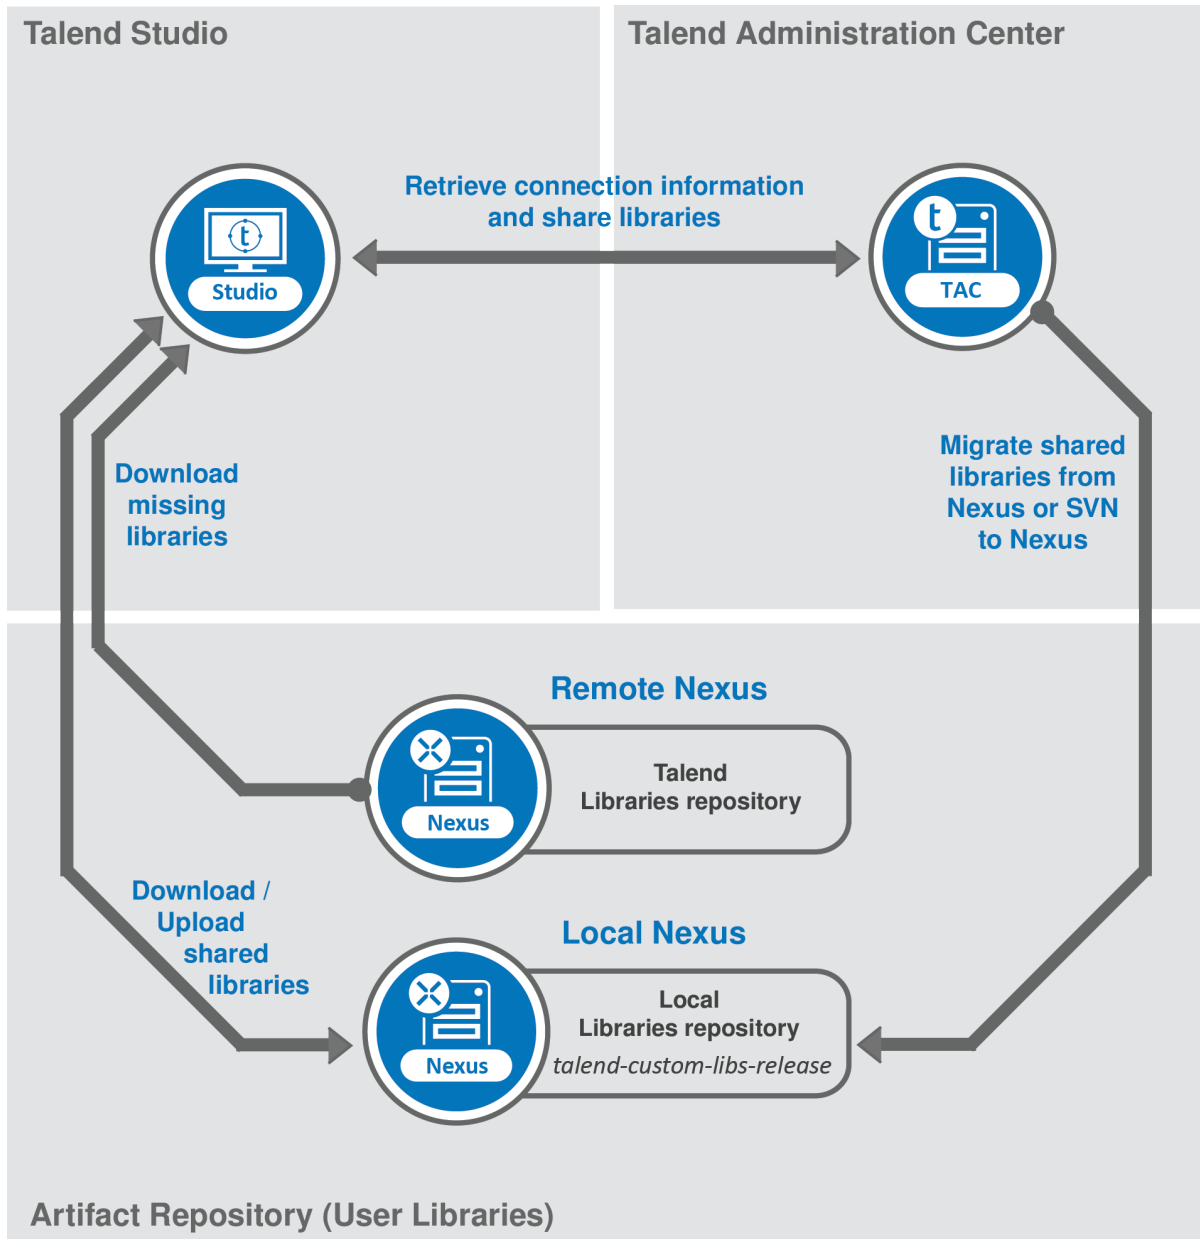 Talend Studio
Talend Administration Center
Retrieve connection information
and share libraries
t
Studio
t
TAC
Download
missing
libraries
Migrate shared
libraries from
Nexus or SVN
to Nexus
Remote Nexus
Nexus
Talend
Libraries repository
Download /
Upload
shared
libraries
Local Nexus
Nexus
Local
Libraries repository
talend-custom-libs-release
Artifact Repository (User Libraries)